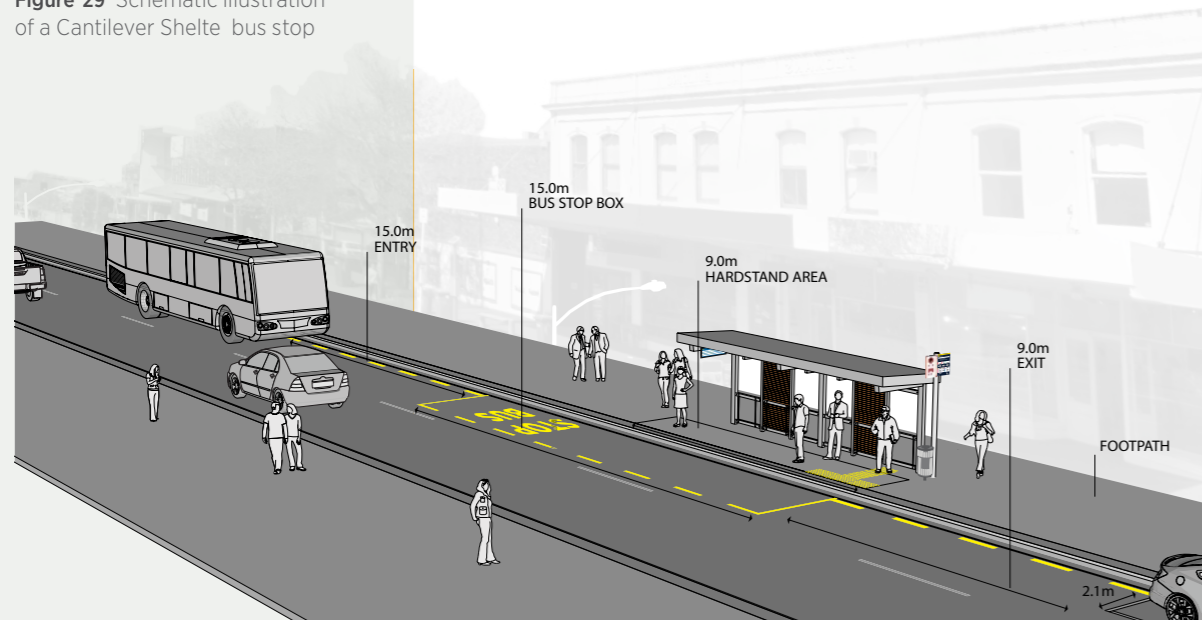 Figure 29 Schematic illustration
of a Cantilever Shelte bus stop
15.0m
BUS STOP BOX
15.0m
ENTRY
9.0m
HARDSTAND AREA
9.0m
EXIT
FOOTPATH
BUS
STOP
2.1m